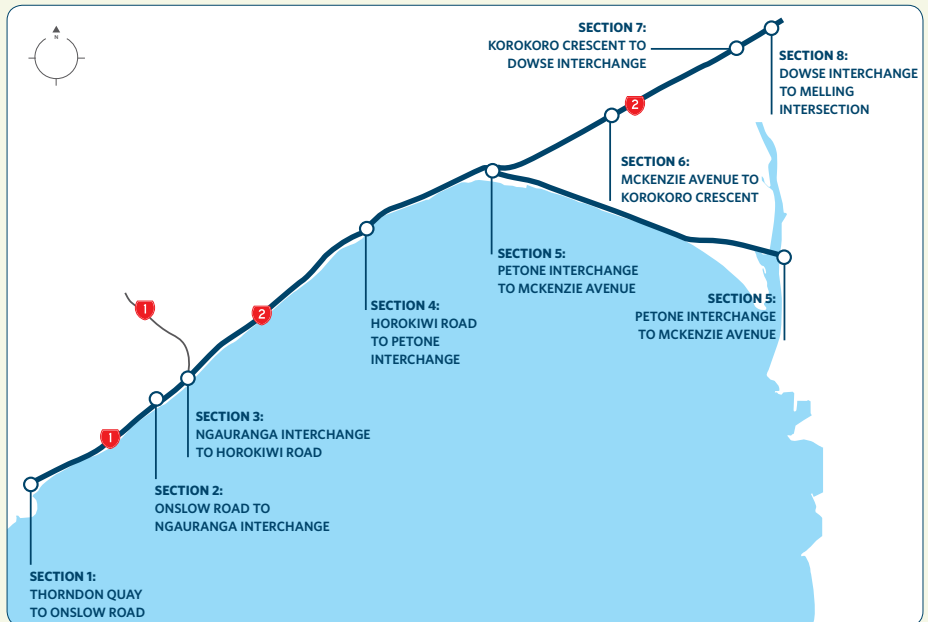 N
SECTION 7:
KOROKORO CRESCENT TO
DOWSE INTERCHANGE
SECTION 8:
DOWSE INTERCHANGE
TO MELLING
INTERSECTION
2
SECTION 6:
MCKENZIE AVENUE TO
KOROKORO CRESCENT
SECTION 5:
PETONE INTERCHANGE
TO MCKENZIE AVENUE
SECTION 5:
PETONE INTERCHANGE
TO MCKENZIE AVENUE
1
2
SECTION 4:
HOROKIWI ROAD
TO PETONE
INTERCHANGE
SECTION 3:
NGAURANGA INTERCHANGE
TO HOROKIWI ROAD
1
SECTION 2:
ONSLOW ROAD TO
NGAURANGA INTERCHANGE
SECTION 1:
THORNDON QUAY
TO ONSLOW ROAD